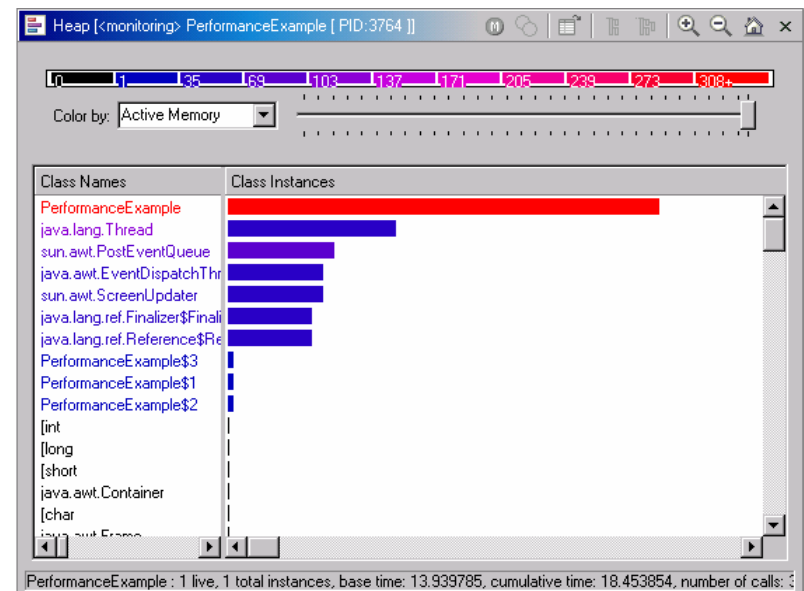 Heap [<monitoring> PerformanceExample [ PID:3764 ]]
0 1 35 69 103 137 171 205 239 273 308+
Color by: Active Memory
Class Names Class Instances
PerformanceExample
java.lang.Thread
sun.awt.PostEventQueue
java.awt.EventDispatchThr
sun.awt.ScreenUpdater
java.lang.ref.Finalizer$Finali
java.lang.ref.Reference$Re
PerformanceExample$3
PerformanceExample$1
PerformanceExample$2
[int
[long
[short
java.awt.Container
[char
java.awt.Frame
PerformanceExample : 1 live, 1 total instances, base time: 13.939785, cumulative time: 18.453854, number of calls: 3